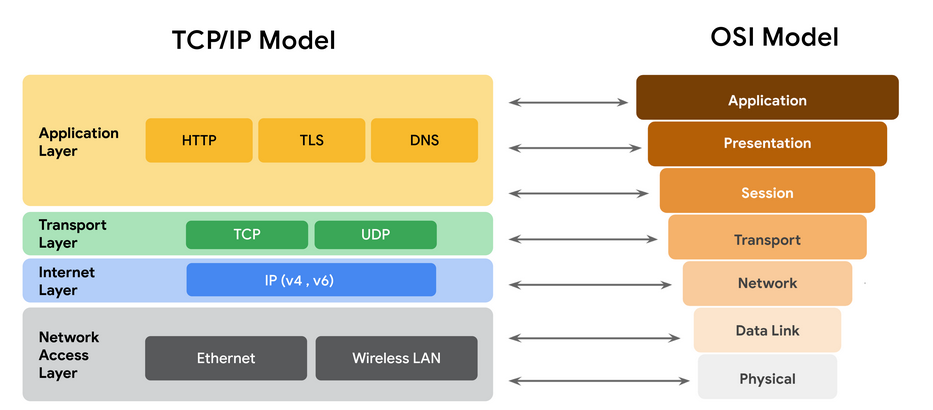 TCP/IP Model
OSI Model
Application
Layer
HTTP
TLS
DNS
Transport
Layer
TCP
UDP
Internet
Layer
IP (v4 , v6)
Network
Access
Layer
Ethernet
Wireless LAN
Application
Presentation
Session
Transport
Network
Data Link
Physical